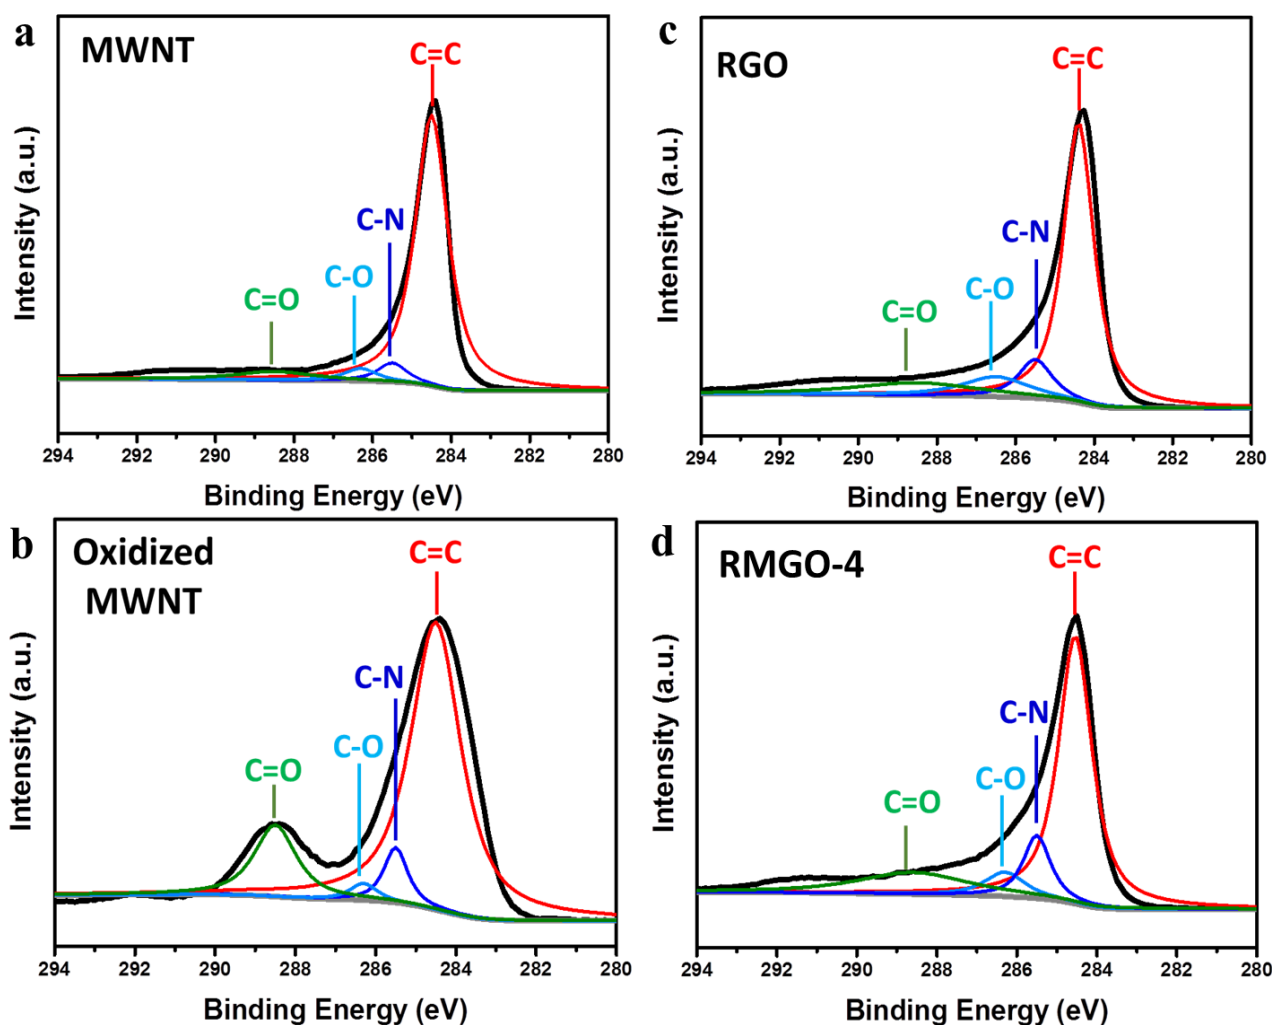 a
MWNT
C=C
C-N
C-O
C=O
Intensity (a.u.)
294 292 290 288 286 284 282 280
Binding Energy (eV)
b
Oxidized
MWNT
C=C
C-N
C-O
C=O
Intensity (a.u.)
294 292 290 288 286 284 282 280
Binding Energy (eV)
c
RGO
C=C
C-N
C-O
C=O
Intensity (a.u.)
294 292 290 288 286 284 282 280
Binding Energy (eV)
d
RMGO-4
C=C
C-N
C-O
C=O
Intensity (a.u.)
294 292 290 288 286 284 282 280
Binding Energy (eV)